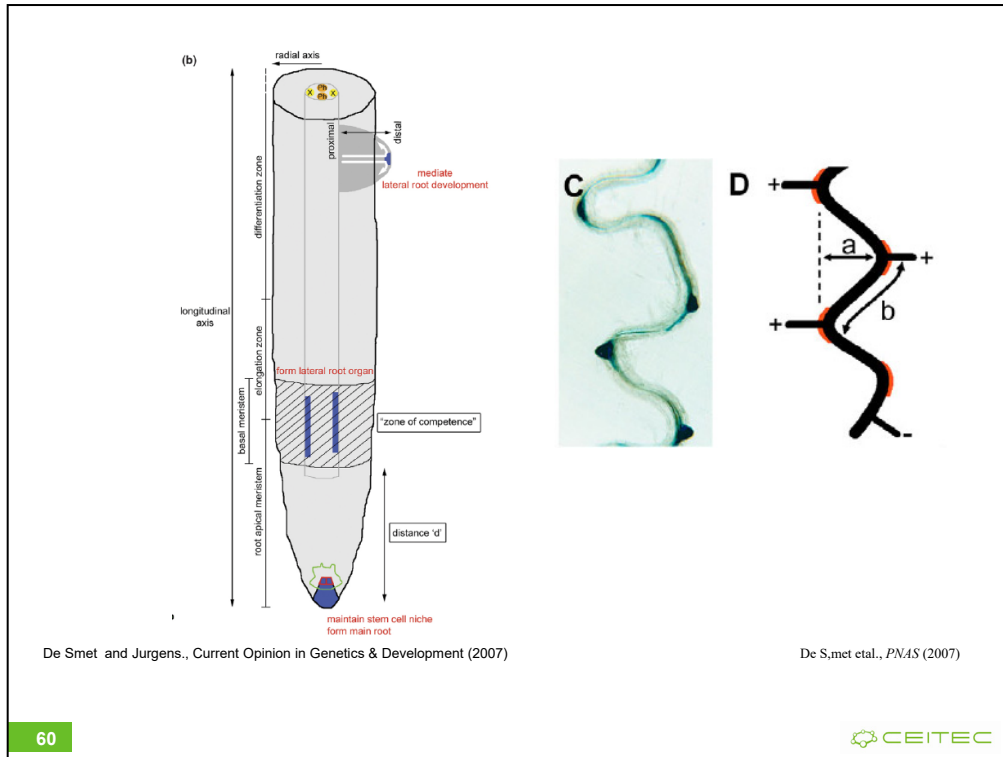 (b)
radial axis
X
Ph
Ph
X
proximal
distal
mediate
lateral root development
differentiation zone
longitudinal
axis
elongation zone
form lateral root organ
basal meristem
"zone of competence"
root apical meristem
distance 'd'
maintain stem cell niche
form main root
C
D
+
a
+
b
+
-
De Smet and Jurgens., Current Opinion in Genetics & Development (2007)
De S,met etal., PNAS (2007)
60
CEITEC